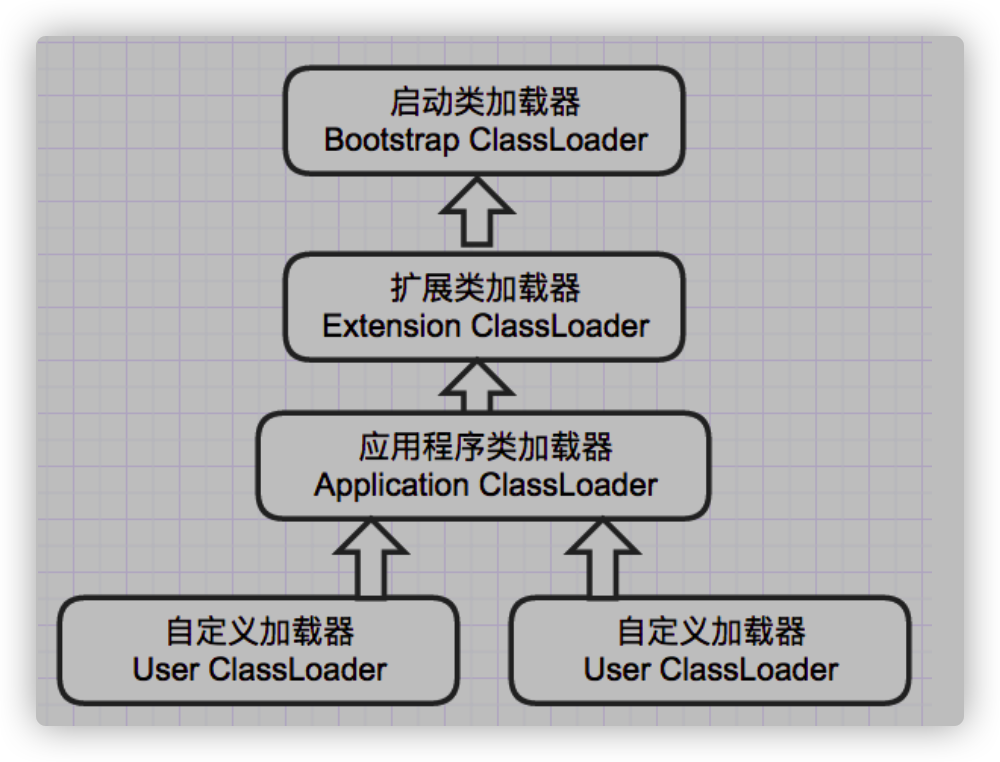 启动类加载器
Bootstrap ClassLoader
扩展类加载器
Extension ClassLoader
应用程序类加载器
Application ClassLoader
自定义加载器
User ClassLoader
自定义加载器
User ClassLoader